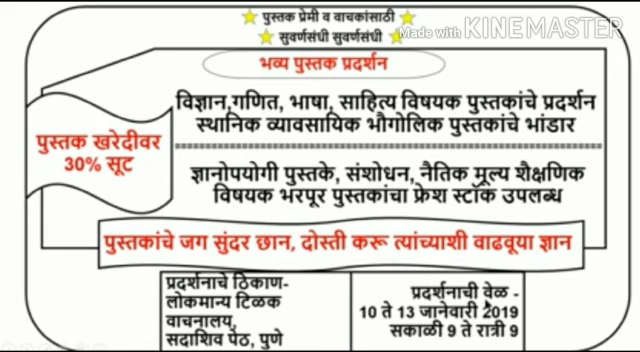 पुस्तक प्रेमी व वाचकांसाठी
सुवर्णसंधी सुवर्णसंधी
Made with KINEMASTER
भव्य पुस्तक प्रदर्शन
विज्ञान,गणित, भाषा, साहित्य विषयक पुस्तकांचे प्रदर्शन
स्थानिक व्यावसायिक भौगोलिक पुस्तकांचे भांडार
पुस्तक खरेदीवर
30% सूट
ज्ञानोपयोगी पुस्तके, संशोधन, नैतिक मूल्य शैक्षणिक
विषयक भरपूर पुस्तकांचा फ्रेश स्टॉक उपलब्ध
पुस्तकांचे जग सुंदर छान, दोस्ती करू त्यांच्याशी वाढवूया ज्ञान
प्रदर्शनाचे ठिकाण-
लोकमान्य टिळक
वाचनालय,
सदाशिव पेठ, पुणे
प्रदर्शनाची वेळ -
10 ते 13 जानेवारी 2019
सकाळी 9 ते रात्री 9